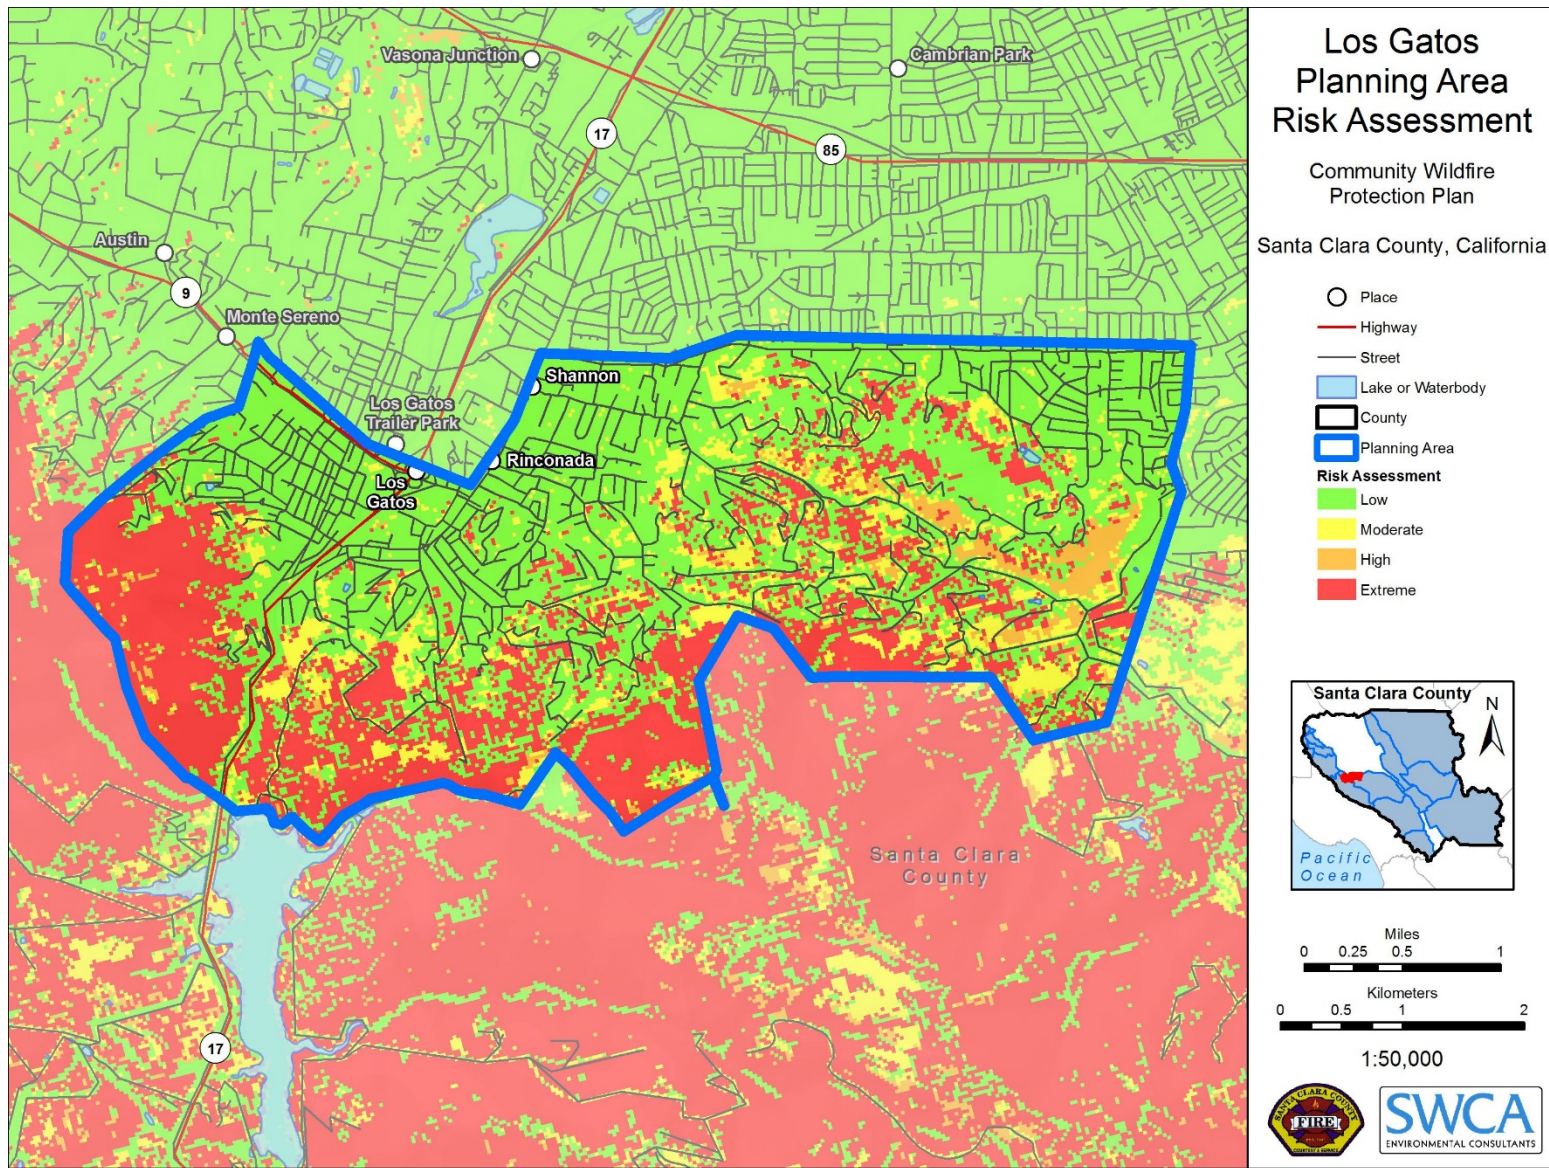 Vasona Junction
Cambrian Park
17
85
Austin
9
Monte Sereno
Shannon
Los Gatos
Trailer Park
Rinconada
Los
Gatos
Santa Clara
County
17
Los Gatos
Planning Area
Risk Assessment
Community Wildfire
Protection Plan
Santa Clara County, California
Place
Highway
Street
Lake or Waterbody
County
Planning Area
Risk Assessment
Low
Moderate
High
Extreme
Santa Clara County
N
Pacific
Ocean
Miles
0 0.25 0.5 1
Kilometers
0 0.5 1 2
1:50,000
SANTA CLARA COUNTY
FIRE
SWCA
ENVIRONMENTAL CONSULTANTS